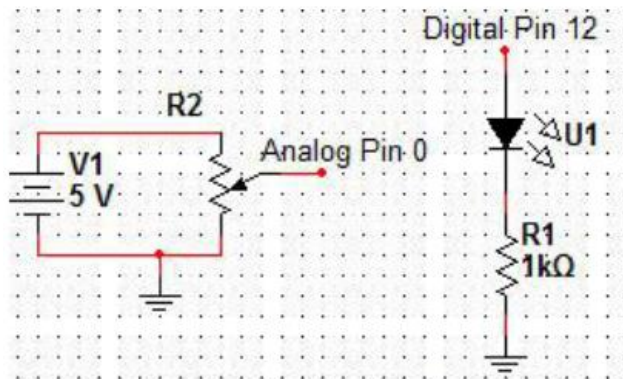 Digital Pin 12
R2
U1
Analog Pin 0
V1
5 V
R1
1kΩ